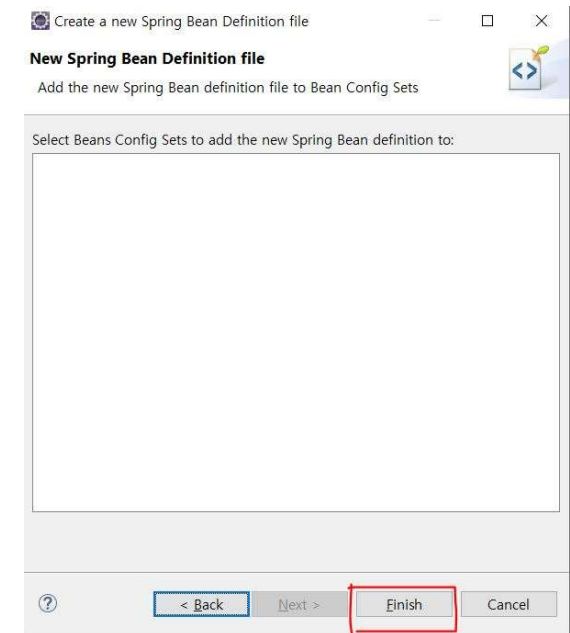 Create a new Spring Bean Definition file
New Spring Bean Definition file
Add the new Spring Bean definition file to Bean Config Sets
Select Beans Config Sets to add the new Spring Bean definition to:
< Back Next > Finish Cancel